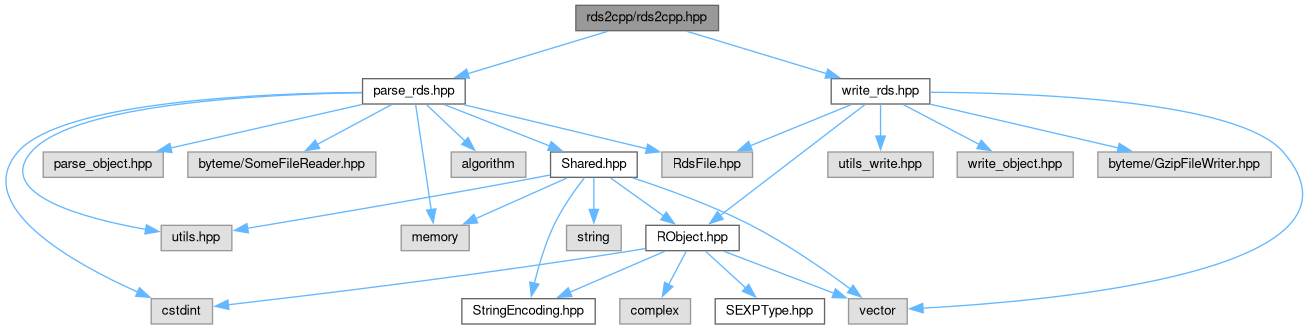 rds2cpp/rds2cpp.hpp
parse_rds.hpp
write_rds.hpp
parse_object.hpp
byteme/SomeFileReader.hpp
algorithm
Shared.hpp
RdsFile.hpp
utils_write.hpp
write_object.hpp
byteme/GzipFileWriter.hpp
utils.hpp
memory
string
RObject.hpp
cstdint
StringEncoding.hpp
complex
SEXPType.hpp
vector